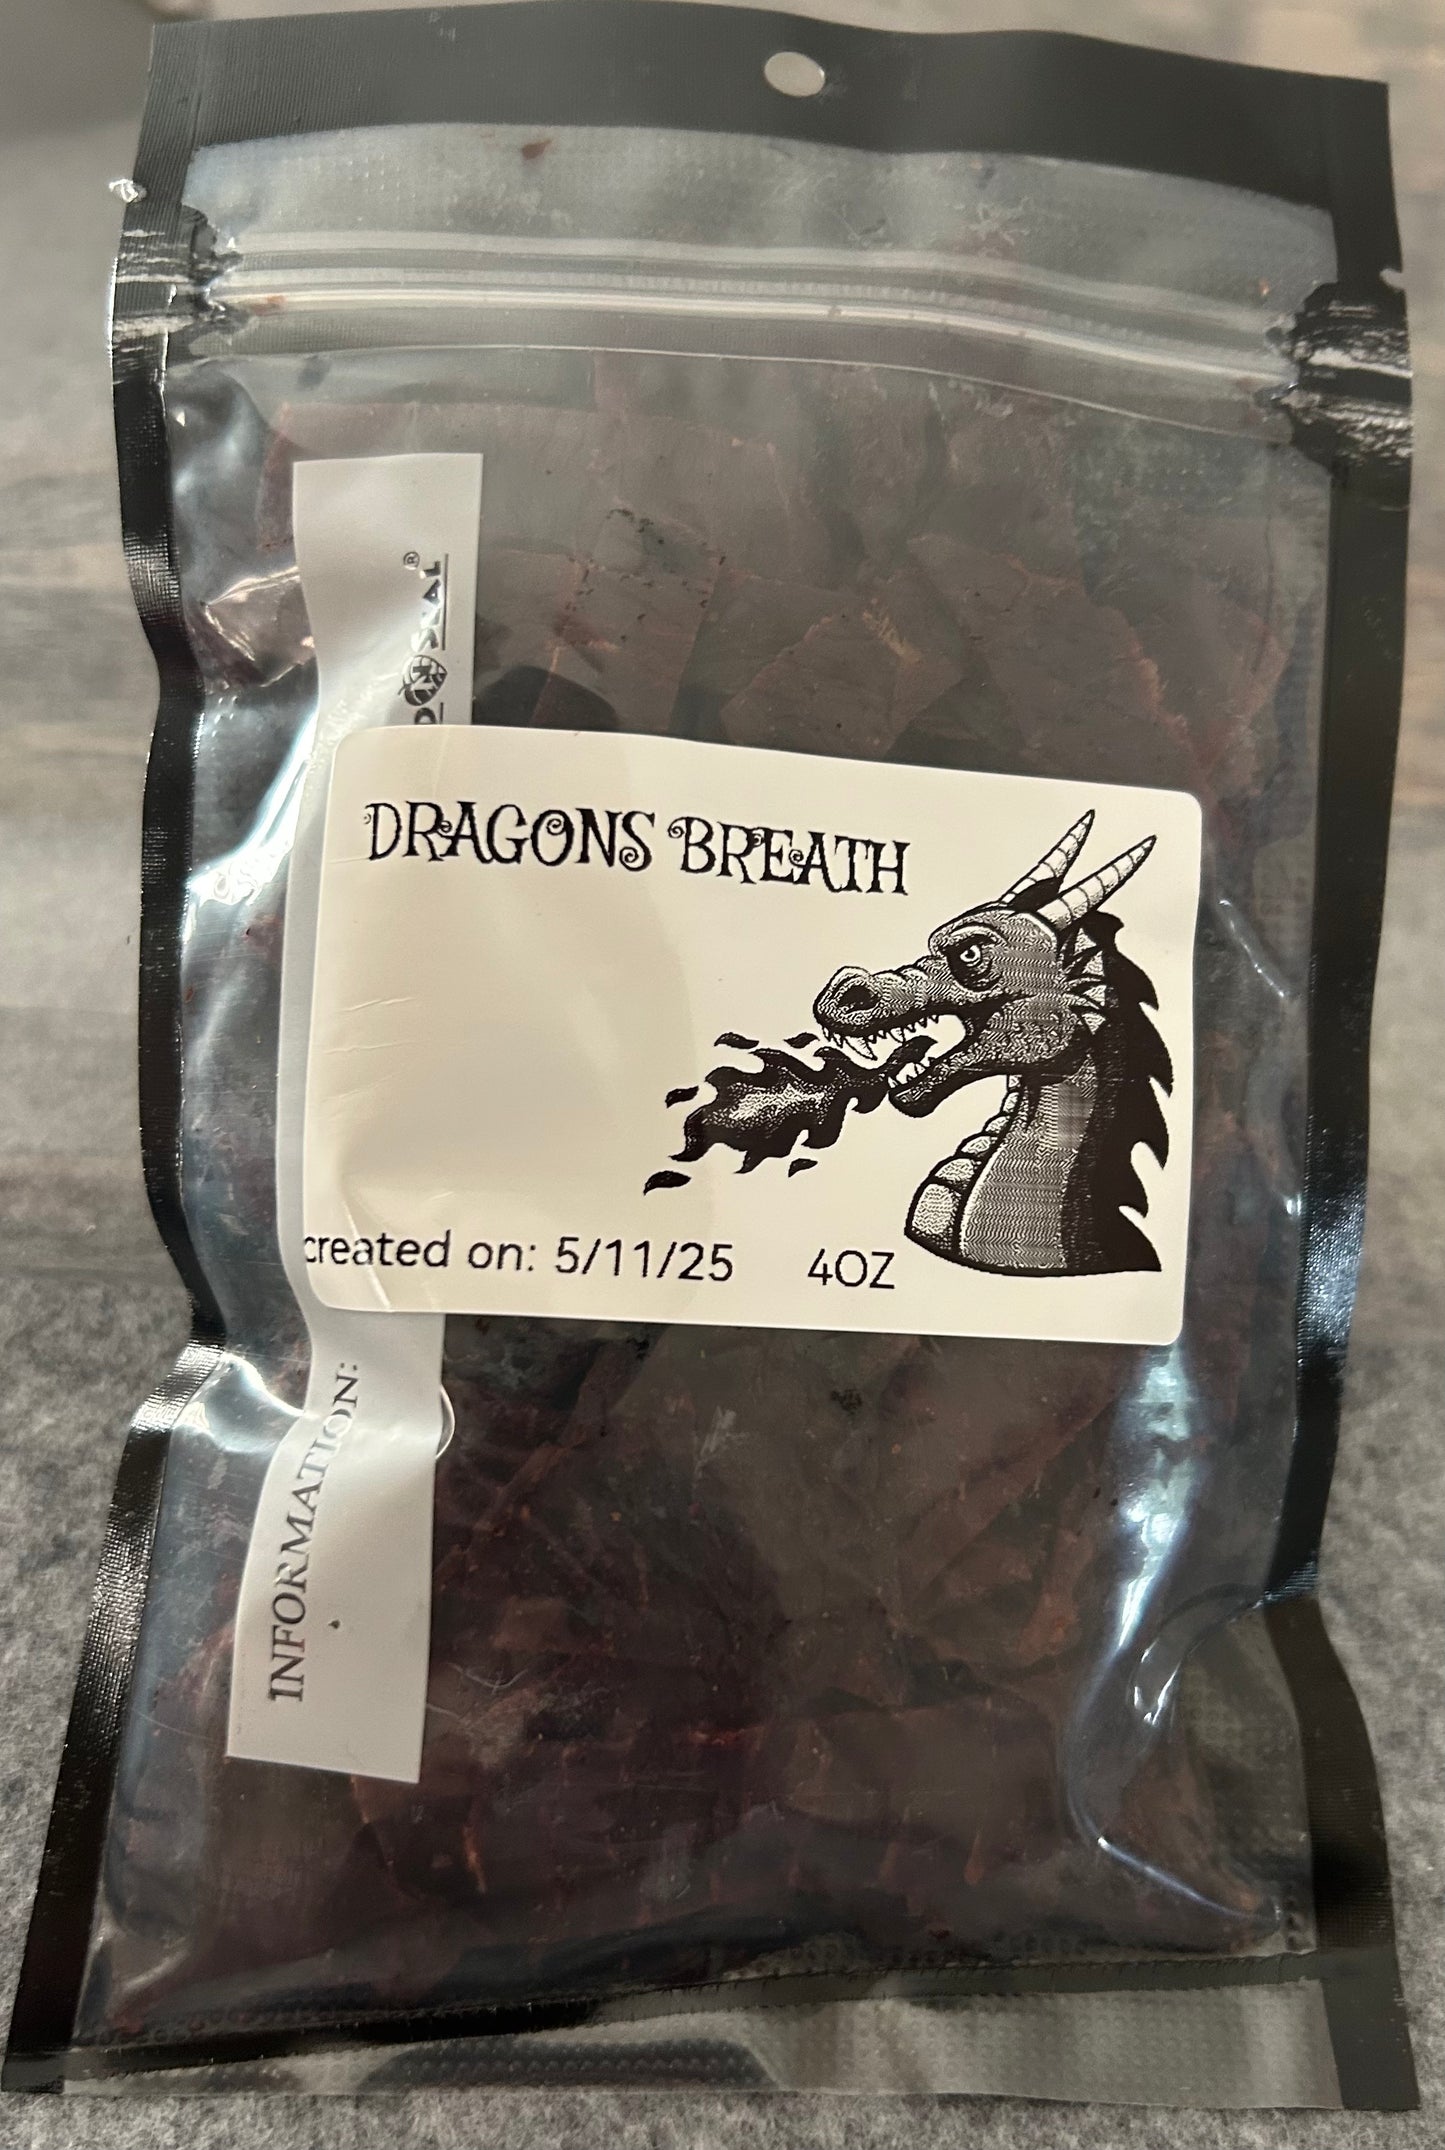 DRAGONS BREATH
created on: 5/11/25 4OZ
INFORMATION: